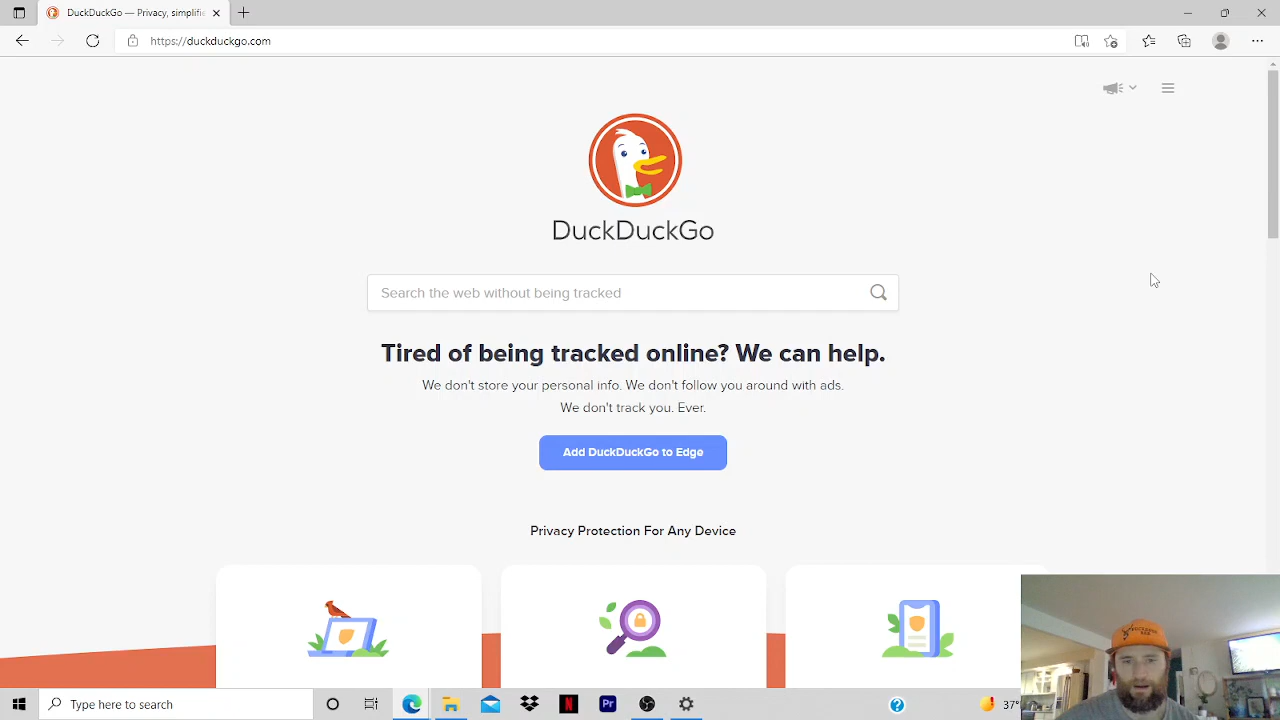 DuckDuckGo — Privacy, simplifie
https://duckduckgo.com
DuckDuckGo
Search the web without being tracked
Tired of being tracked online? We can help.
We don't store your personal info. We don't follow you around with ads.
We don't track you. Ever.
Add DuckDuckGo to Edge
Privacy Protection For Any Device
Type here to search
N
Pr
?
37°